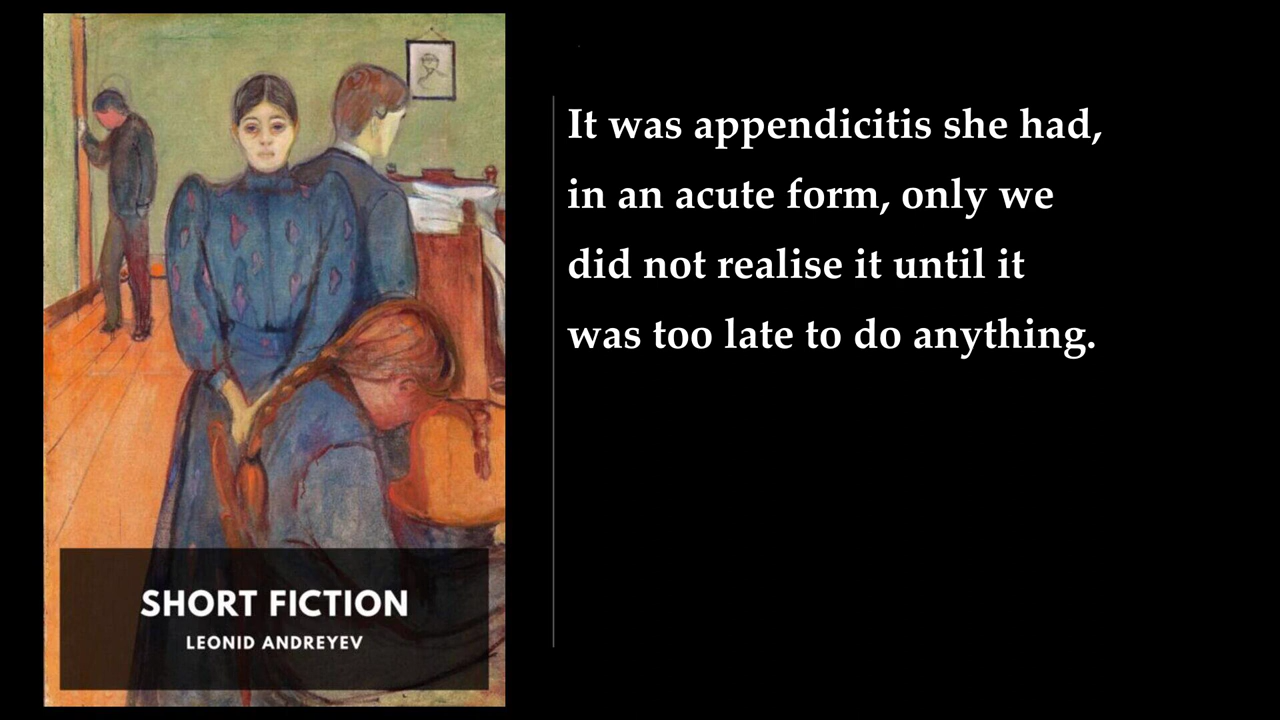 It was appendicitis she had,
in an acute form, only we
did not realise it until it
was too late to do anything.
SHORT FICTION
LEONID ANDREYEV